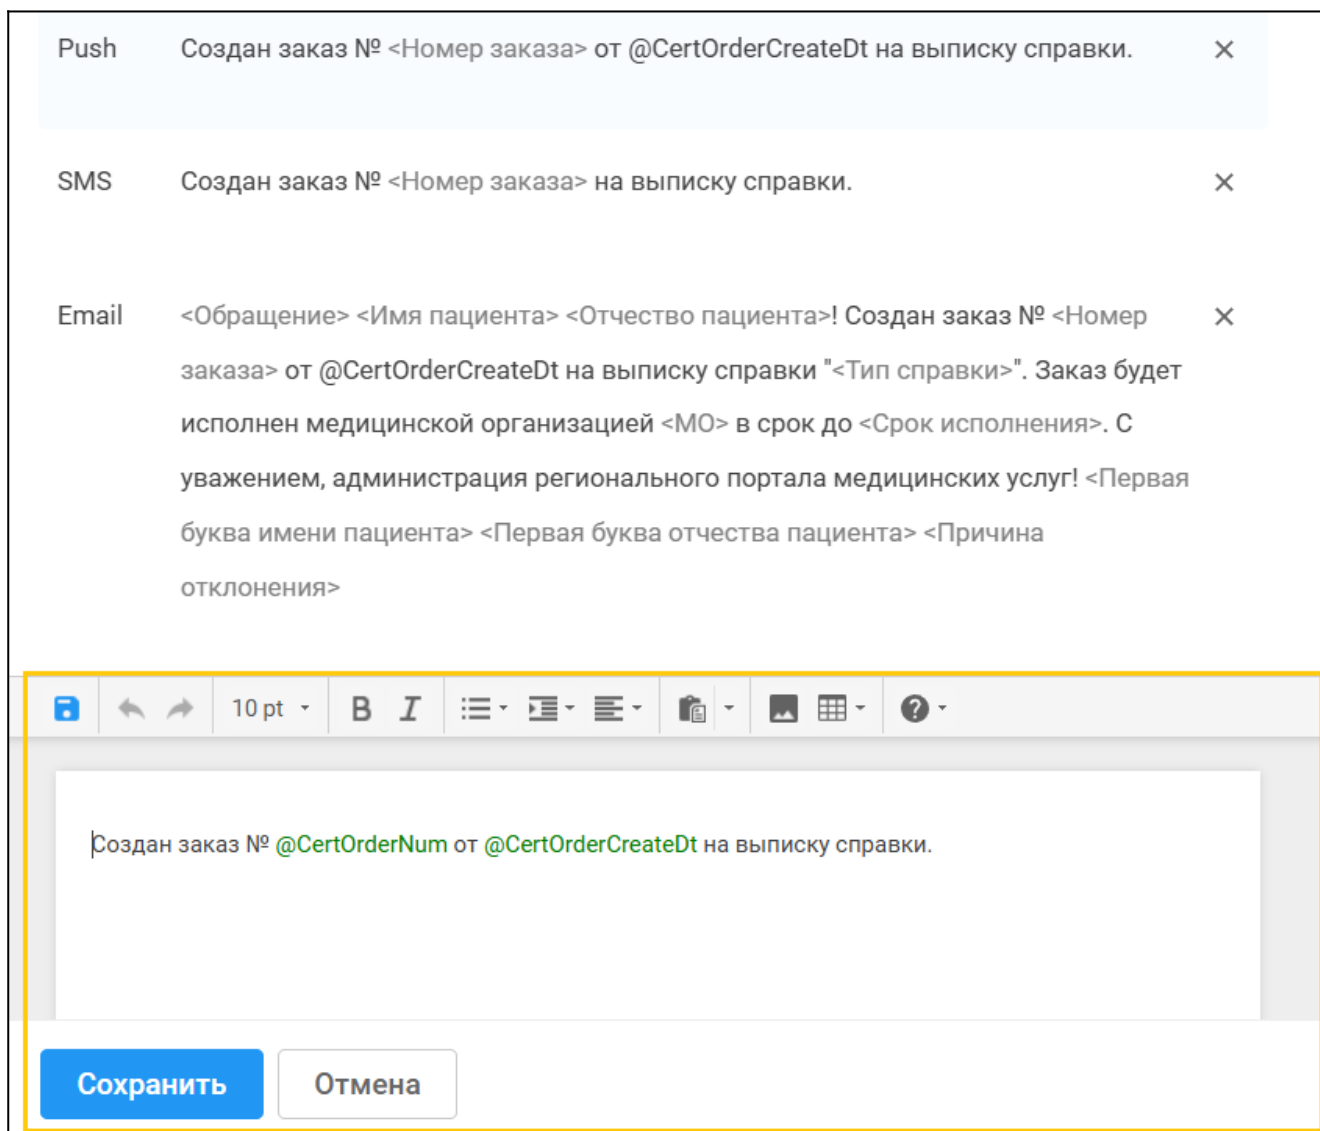 Push Создан заказ № <Номер заказа> от @CertOrderCreateDt на выписку справки.
SMS Создан заказ № <Номер заказа> на выписку справки.
Email <Обращение> <Имя пациента> <Отчество пациента>! Создан заказ № <Номер
заказа> от @CertOrderCreateDt на выписку справки "<Тип справки>". Заказ будет
исполнен медицинской организацией <МО> в срок до <Срок исполнения>. С
уважением, администрация регионального портала медицинских услуг! <Первая
буква имени пациента> <Первая буква отчества пациента> <Причина
отклонения>
10 pt B I
Создан заказ № @CertOrderNum от @CertOrderCreateDt на выписку справки.
Сохранить Отмена